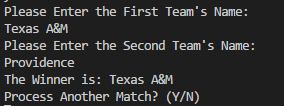 Please Enter the First Team's Name:
Texas A&M
Please Enter the Second Team's Name:
Providence
The Winner is: Texas A&M
Process Another Match? (Y/N)